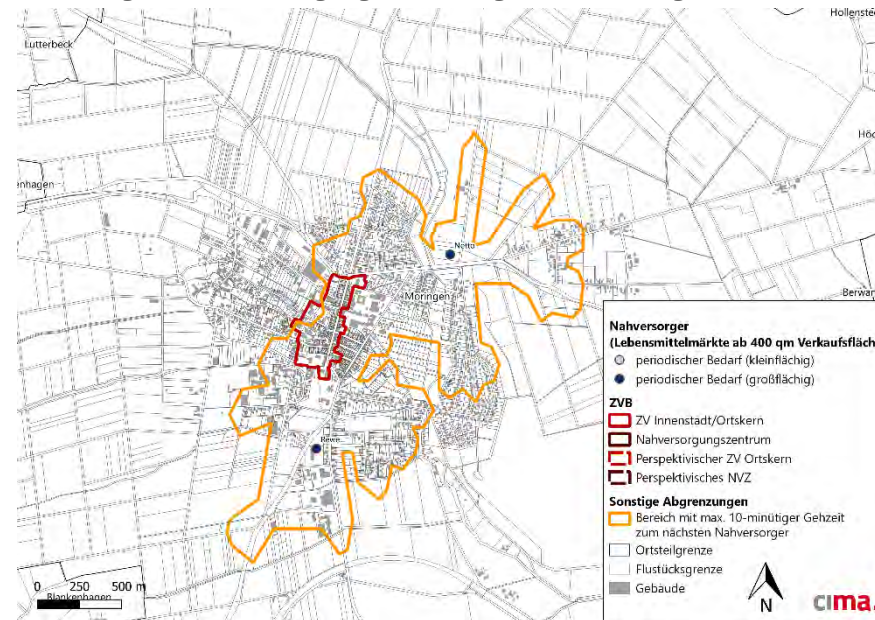 Hollenste
Lutterbeck
Hö
enhagen
Netto
Moringen
Berwar
Rewe
Nahversorger
(Lebensmittelmärkte ab 400 qm Verkaufsfläch
periodischer Bedarf (kleinflächig)
periodischer Bedarf (großflächig)
ZVB
ZV Innenstadt/Ortskern
Nahversorgungszentrum
Perspektivischer ZV Ortskern
Perspektivisches NVZ
Sonstige Abgrenzungen
Bereich mit max. 10-minütiger Gehzeit
zum nächsten Nahversorger
Ortsteilgrenze
Flustücksgrenze
Gebäude
0 250 500 m
Blankenhagen
N
cima.